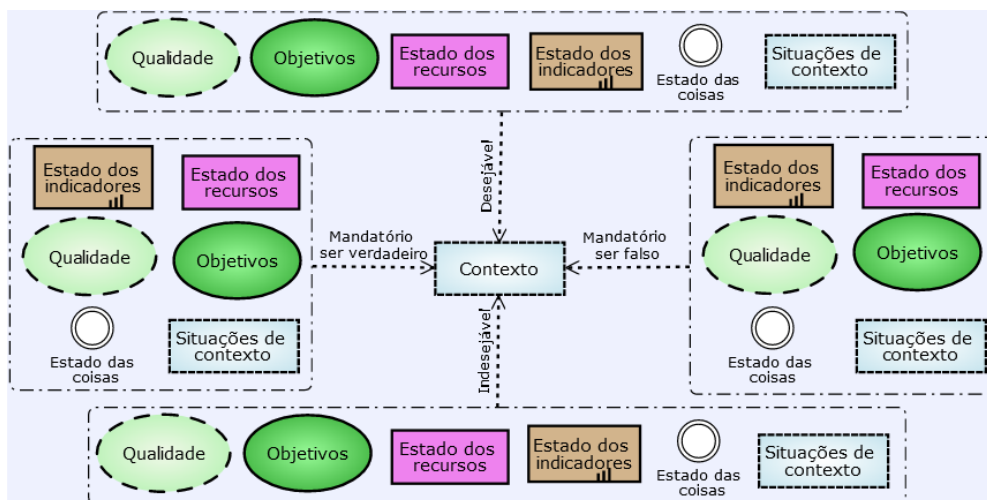 Qualidade
Objetivos
Estado dos
recursos
Estado dos
indicadores
Estado das
coisas
Situações
de contexto
Estado dos
indicadores
Estado dos
recursos
Qualidade
Objetivos
Estado das
coisas
Situações de
contexto
Mandatório
ser verdadeiro
Desejável
Contexto
Mandatório
ser falso
Indesejável
Estado dos
indicadores
Estado dos
recursos
Qualidade
Objetivos
Estado das
coisas
Situações de
contexto
Qualidade
Objetivos
Estado dos
recursos
Estado dos
indicadores
Estado das
coisas
Situações de
contexto